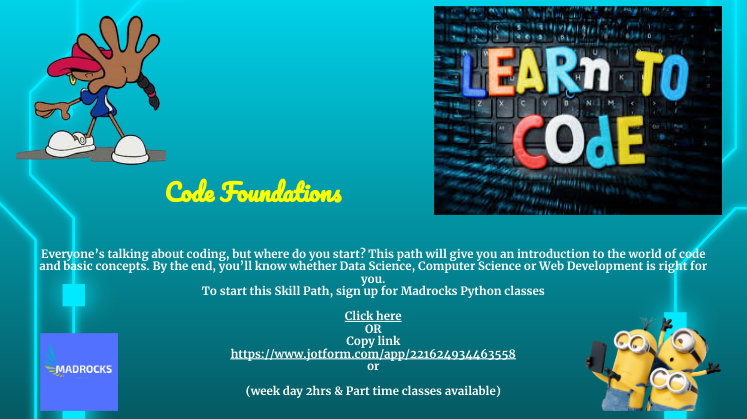 LEARn TO
CODE
Code Foundations
Everyone's talking about coding, but where do you start? This path will give you an introduction to the world of code
and basic concepts. By the end, you'll know whether Data Science, Computer Science or Web Development is right for
you.
To start this Skill Path, sign up for Madrocks Python classes
Click here
OR
Copy link
https://www.jotform.com/app/221624934463558
or
(week day 2hrs & Part time classes available)
MADROCKS